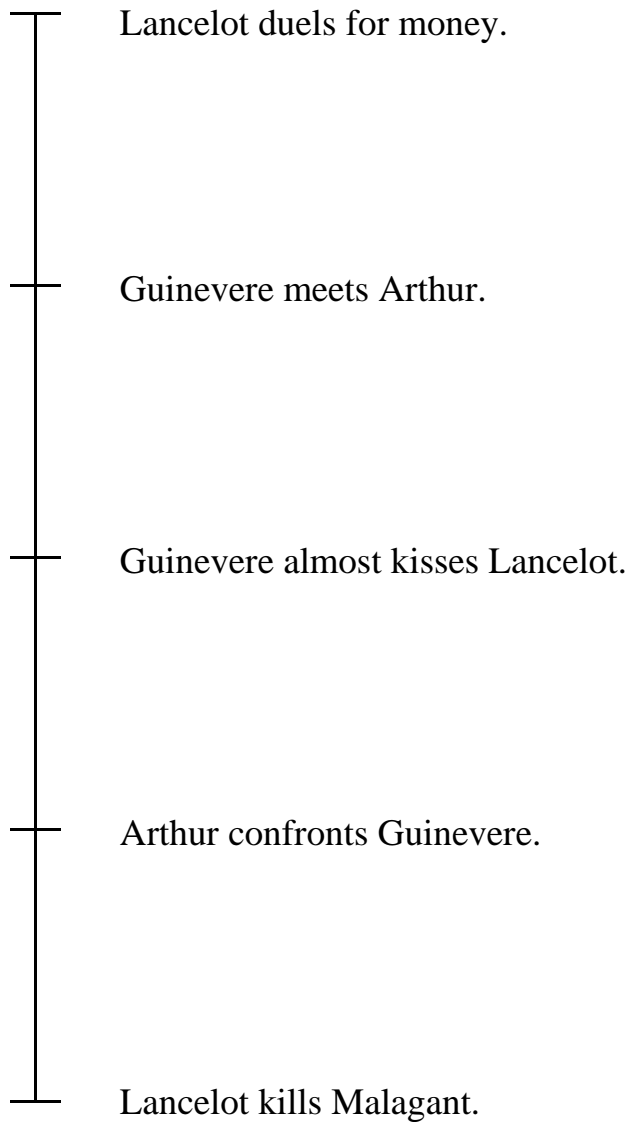 Lancelot duels for money.
Guinevere meets Arthur.
Guinevere almost kisses Lancelot.
Arthur confronts Guinevere.
Lancelot kills Malagant.